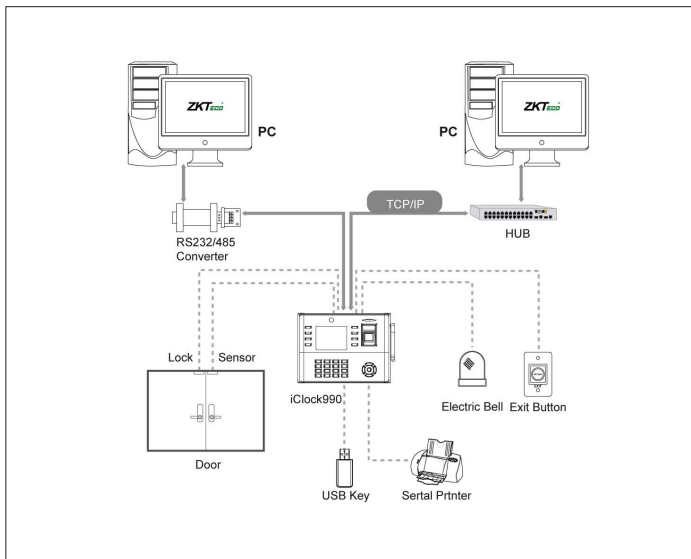 ZKTeco
ZKTeco
PC
PC
TCP/IP
RS232/485
Converter
HUB
Lock
Sensor
iClock990
Electric Bell
Exit Button
Door
USB Key
Sertal Prtnter